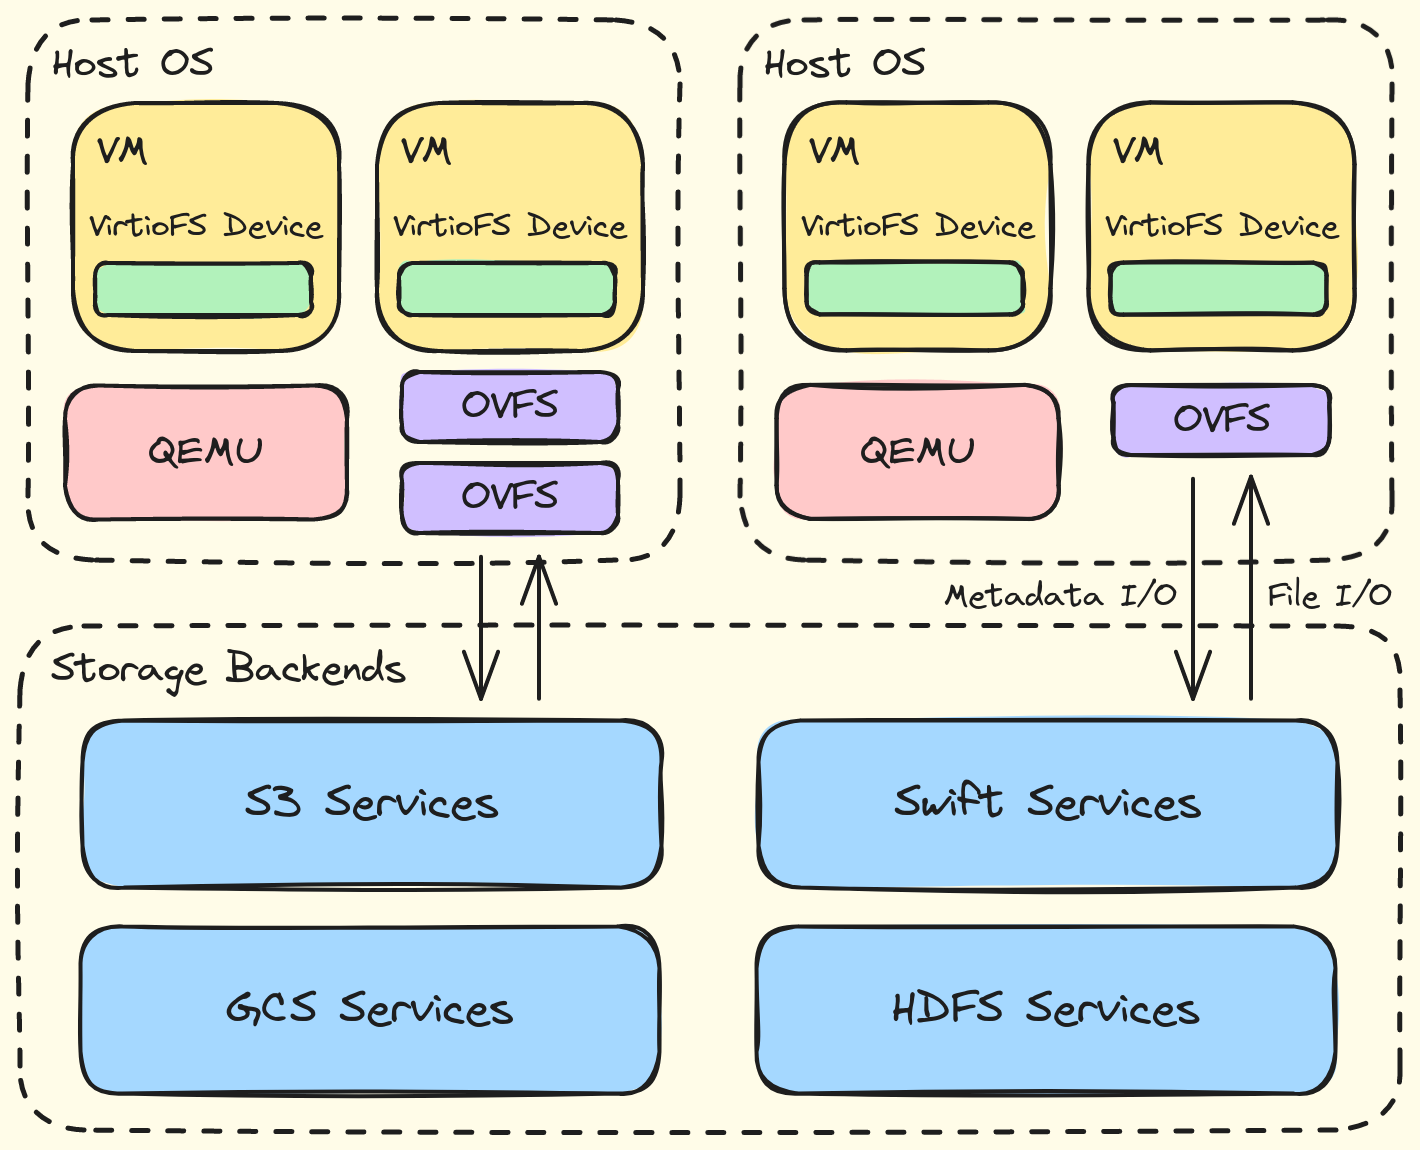 Host OS
VM
VirtioFS Device
VM
VirtioFS Device
QEMU
OVFS
OVFS
Host OS
VM
VirtioFS Device
VM
VirtioFS Device
QEMU
OVFS
Metadata I/O
File I/O
Storage Backends
S3 Services
Swift Services
GCS Services
HDFS Services